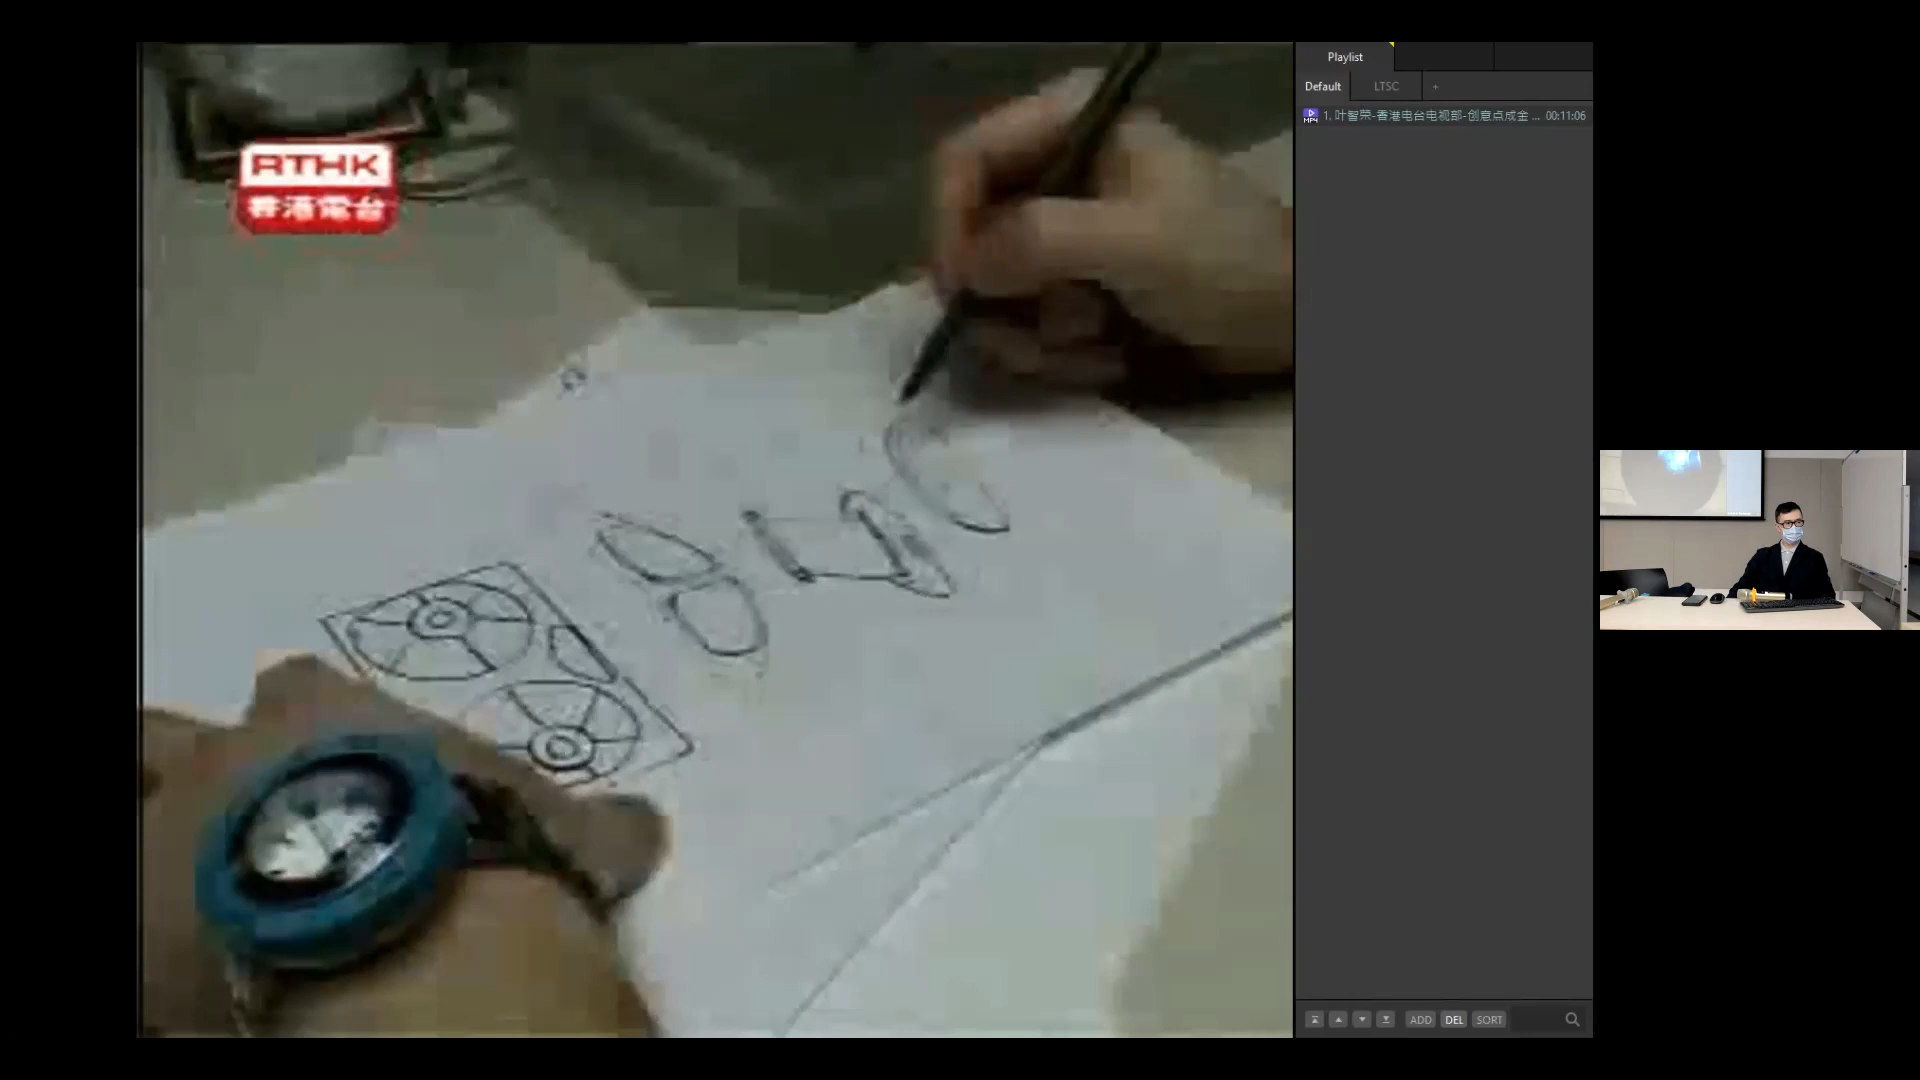 RTHK
香港電台
Playlist
Default
LTSC
+
MP4
1. 叶智荣-香港电台电视部-创意点成金 ... 00:11:06
ADD
DEL
SORT